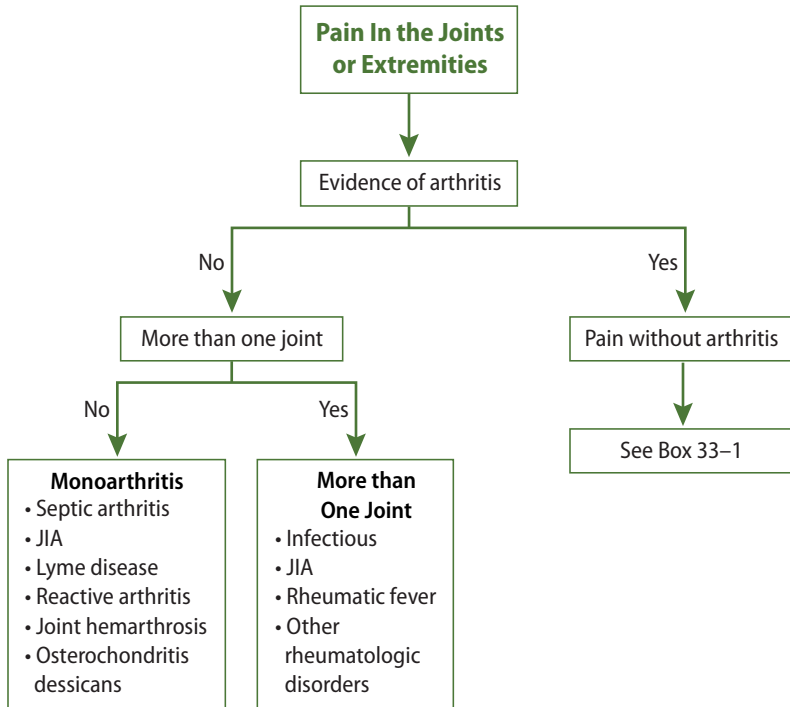 Pain In the Joints
or Extremities
Evidence of arthritis
No
Yes
More than one joint
Pain without arthritis
No
Yes
See Box 33–1
Monoarthritis
• Septic arthritis
• JIA
• Lyme disease
• Reactive arthritis
• Joint hemarthrosis
• Osterochondritis
dessicans
More than
One Joint
• Infectious
• JIA
• Rheumatic fever
• Other
rheumatologic
disorders